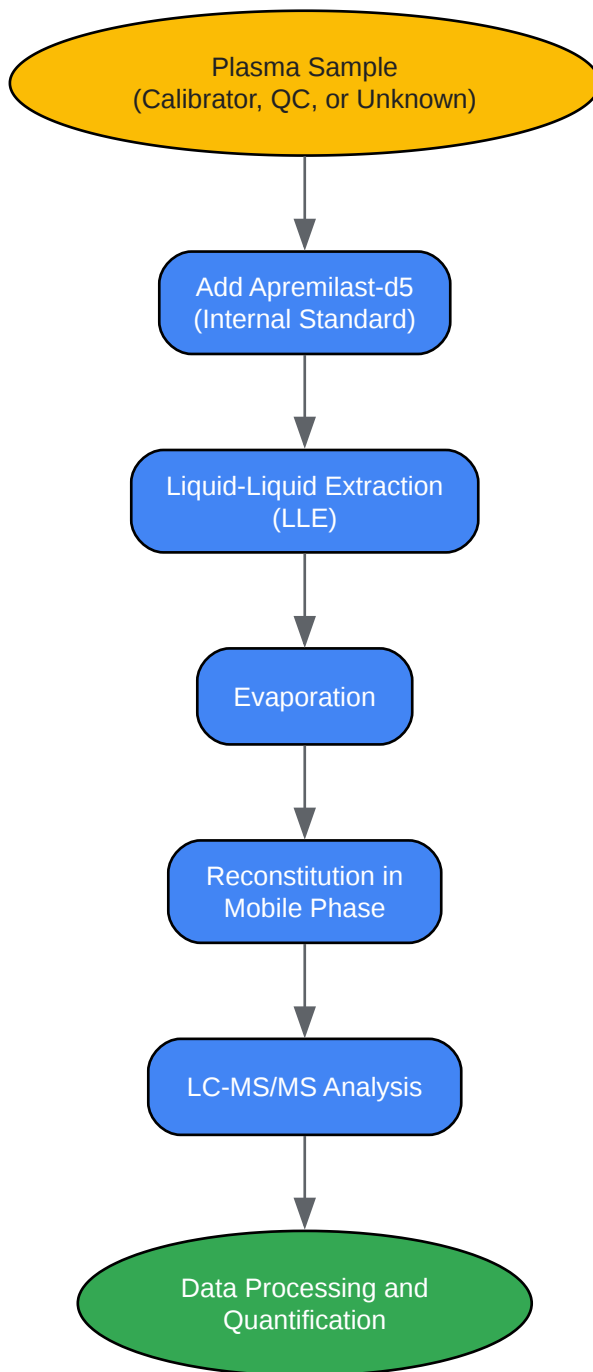 Plasma Sample
(Calibrator, QC, or Unknown)
Add Apremilast-d5
(Internal Standard)
Liquid-Liquid Extraction
(LLE)
Evaporation
Reconstitution in
Mobile Phase
LC-MS/MS Analysis
Data Processing and
Quantification